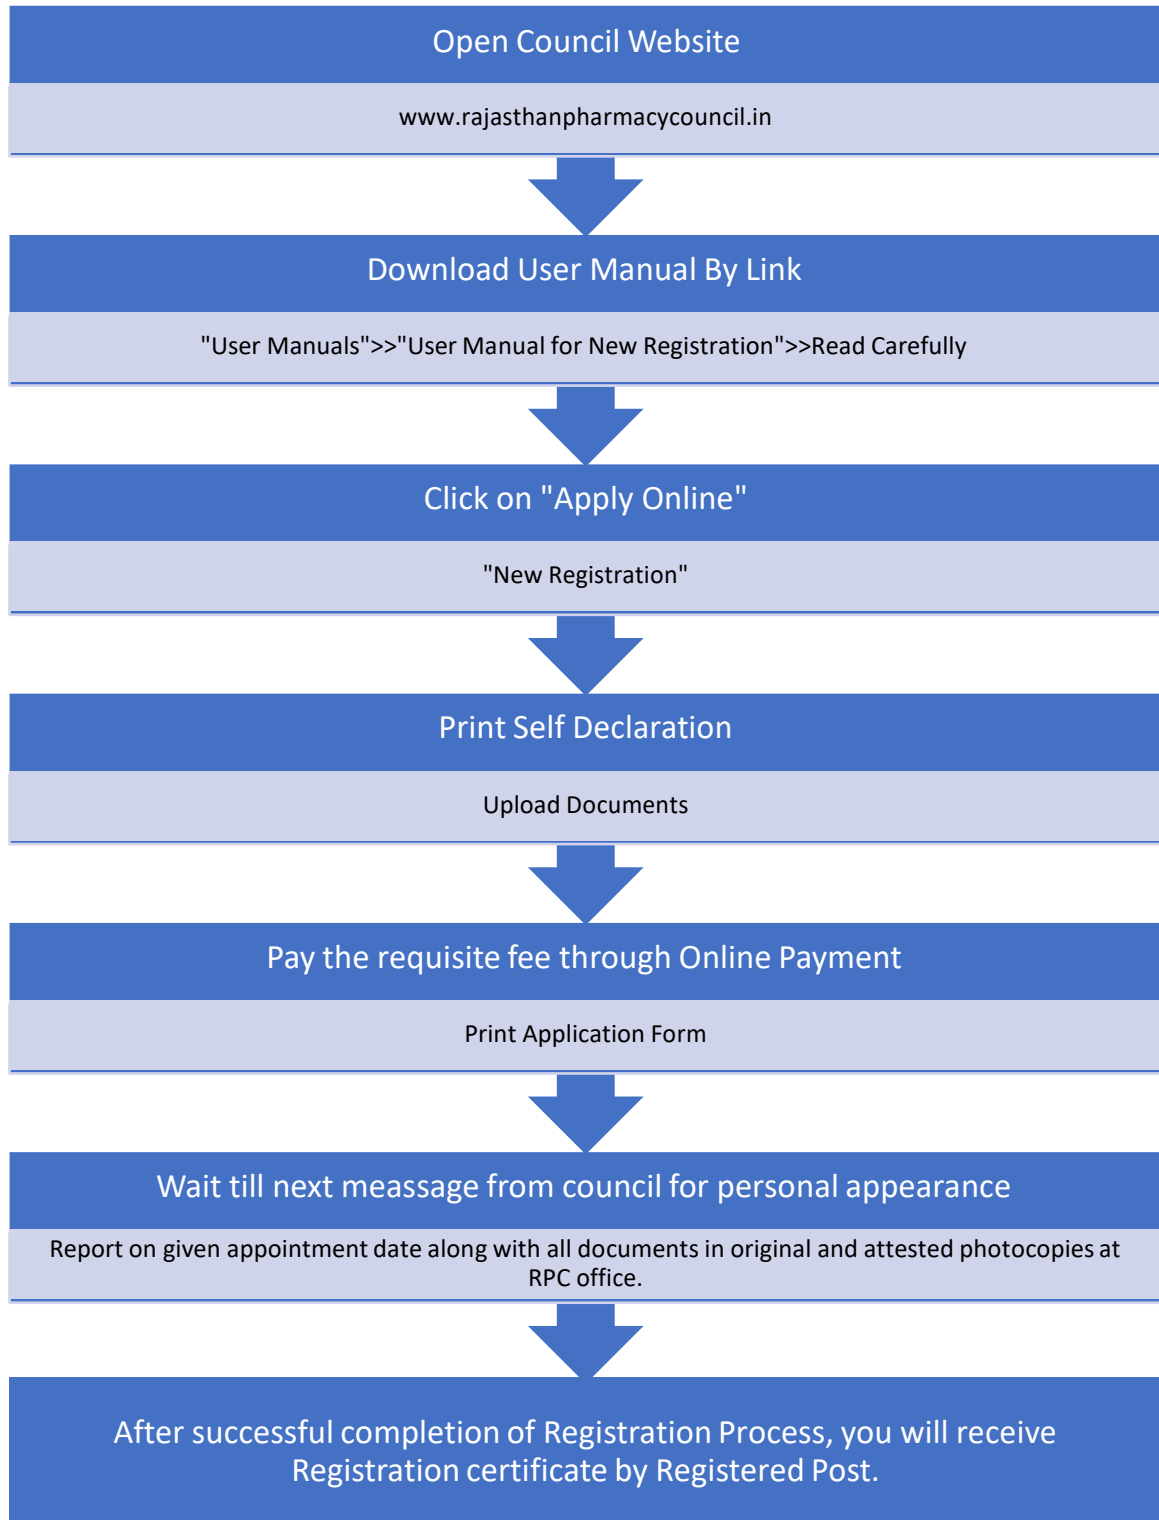 Open Council Website
www.rajasthanpharmacycouncil.in
Download User Manual By Link
"User Manuals">>"User Manual for New Registration">>Read Carefully
Click on "Apply Online"
"New Registration"
Print Self Declaration
Upload Documents
Pay the requisite fee through Online Payment
Print Application Form
Wait till next meassage from council for personal appearance
Report on given appointment date along with all documents in original and attested photocopies at
RPC office.
After successful completion of Registration Process, you will receive
Registration certificate by Registered Post.